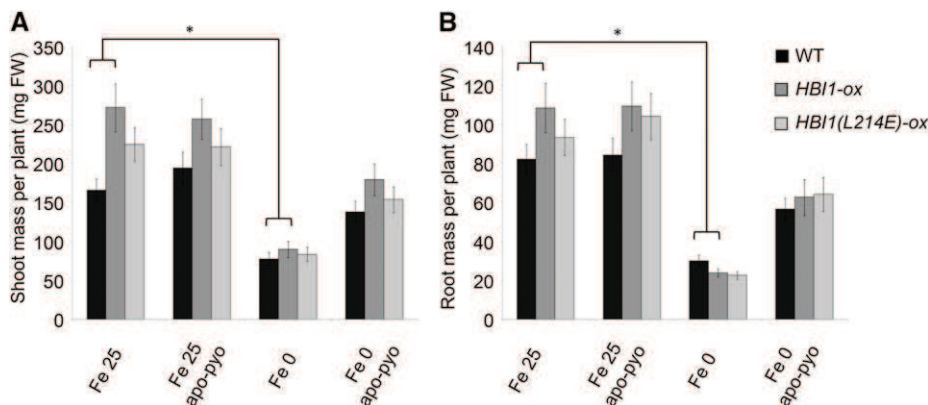 A
*
Shoot mass per plant (mg FW)
350
300
250
200
150
100
50
0
Fe 25
Fe 25
apo-pyo
Fe 0
Fe 0
apo-pyo
B
*
Root mass per plant (mg FW)
140
120
100
80
60
40
20
0
Fe 25
Fe 25
apo-pyo
Fe 0
Fe 0
apo-pyo
WT
HBI1-ox
HBI1(L214E)-ox